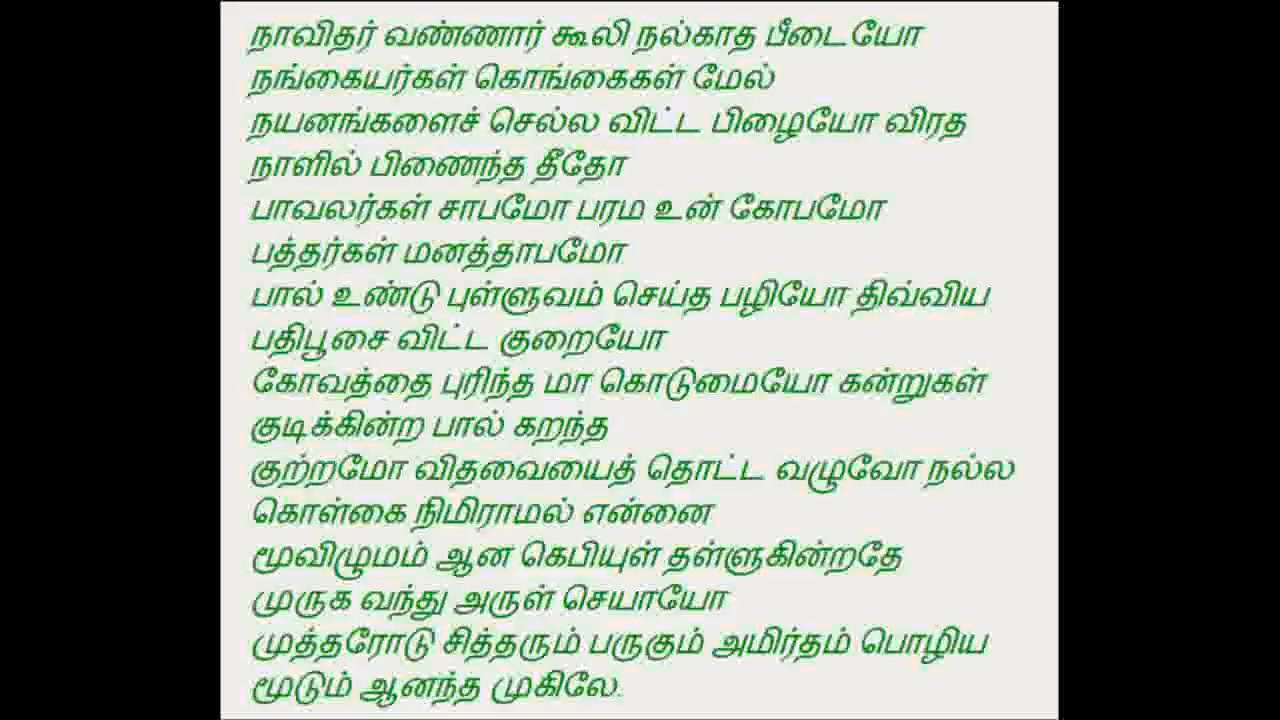 நாவிதர் வண்ணார் கூலி நல்காத பீடையோ
நங்கையர்கள் கொங்கைகள் மேல்
நயனங்களைச் செல்ல விட்ட பிழையோ விரத
நாளில் பிணைந்த தீதோ
பாவலர்கள் சாபமோ பரம உன் கோபமோ
பத்தர்கள் மனத்தாபமோ
பால் உண்டு புள்ளுவம் செய்த பழியோ திவ்விய
பதிபூசை விட்ட குறையோ
கோவத்தை புரிந்த மா கொடுமையோ கன்றுகள்
குடிக்கின்ற பால் கறந்த
குற்றமோ விதவையைத் தொட்ட வழுவோ நல்ல
கொள்கை நிமிராமல் என்னை
மூவிழுமம் ஆன கெபியுள் தள்ளுகின்றதே
முருக வந்து அருள் செயாயோ
முத்தரோடு சித்தரும் பருகும் அமிர்தம் பொழிய
மூடும் ஆனந்த முகிலே.